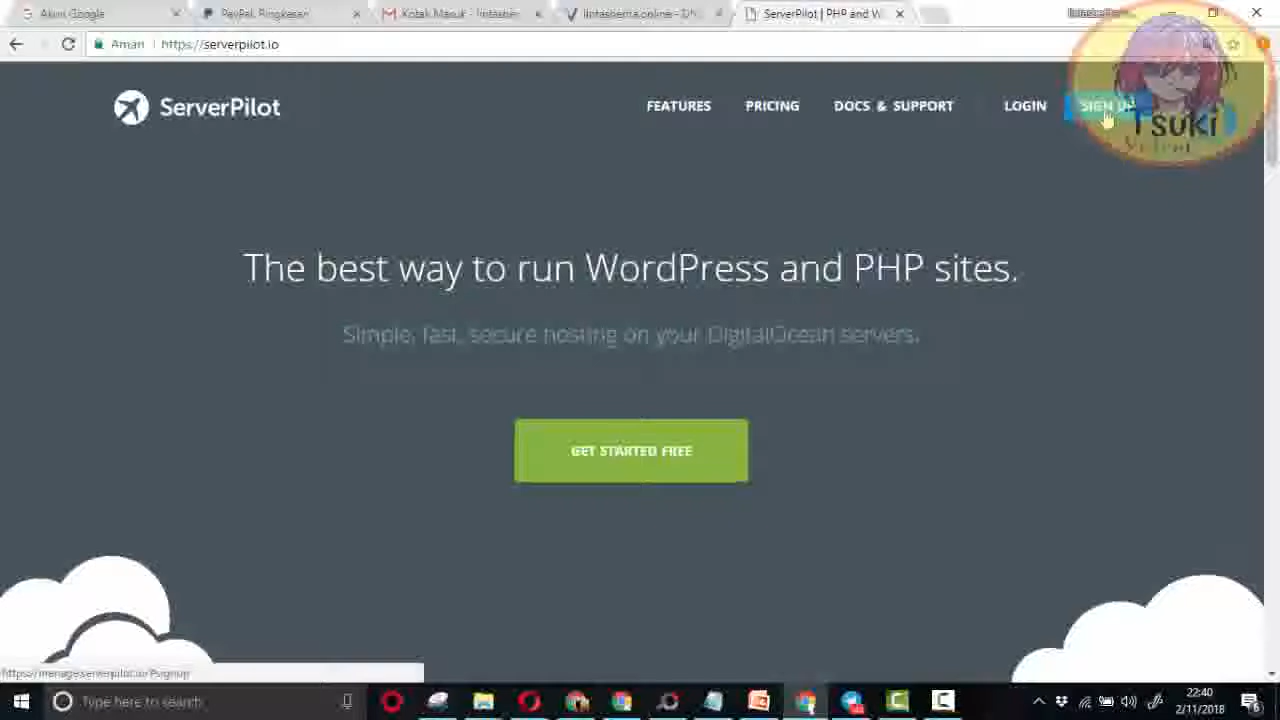 Akun Google
PayPal: Ringkasan
Kotak Masuk - lintasber
lintasberita.online - DN
ServerPilot | PHP and W
Aman
https://serverpilot.io
ServerPilot
FEATURES
PRICING
DOCS & SUPPORT
LOGIN
SIGN UP
Tsuki
The best way to run WordPress and PHP sites.
Simple, fast, secure hosting on your DigitalOcean servers.
GET STARTED FREE
https://manage.serverpilot.io/#signup
Type here to search
22:40
2/11/2018